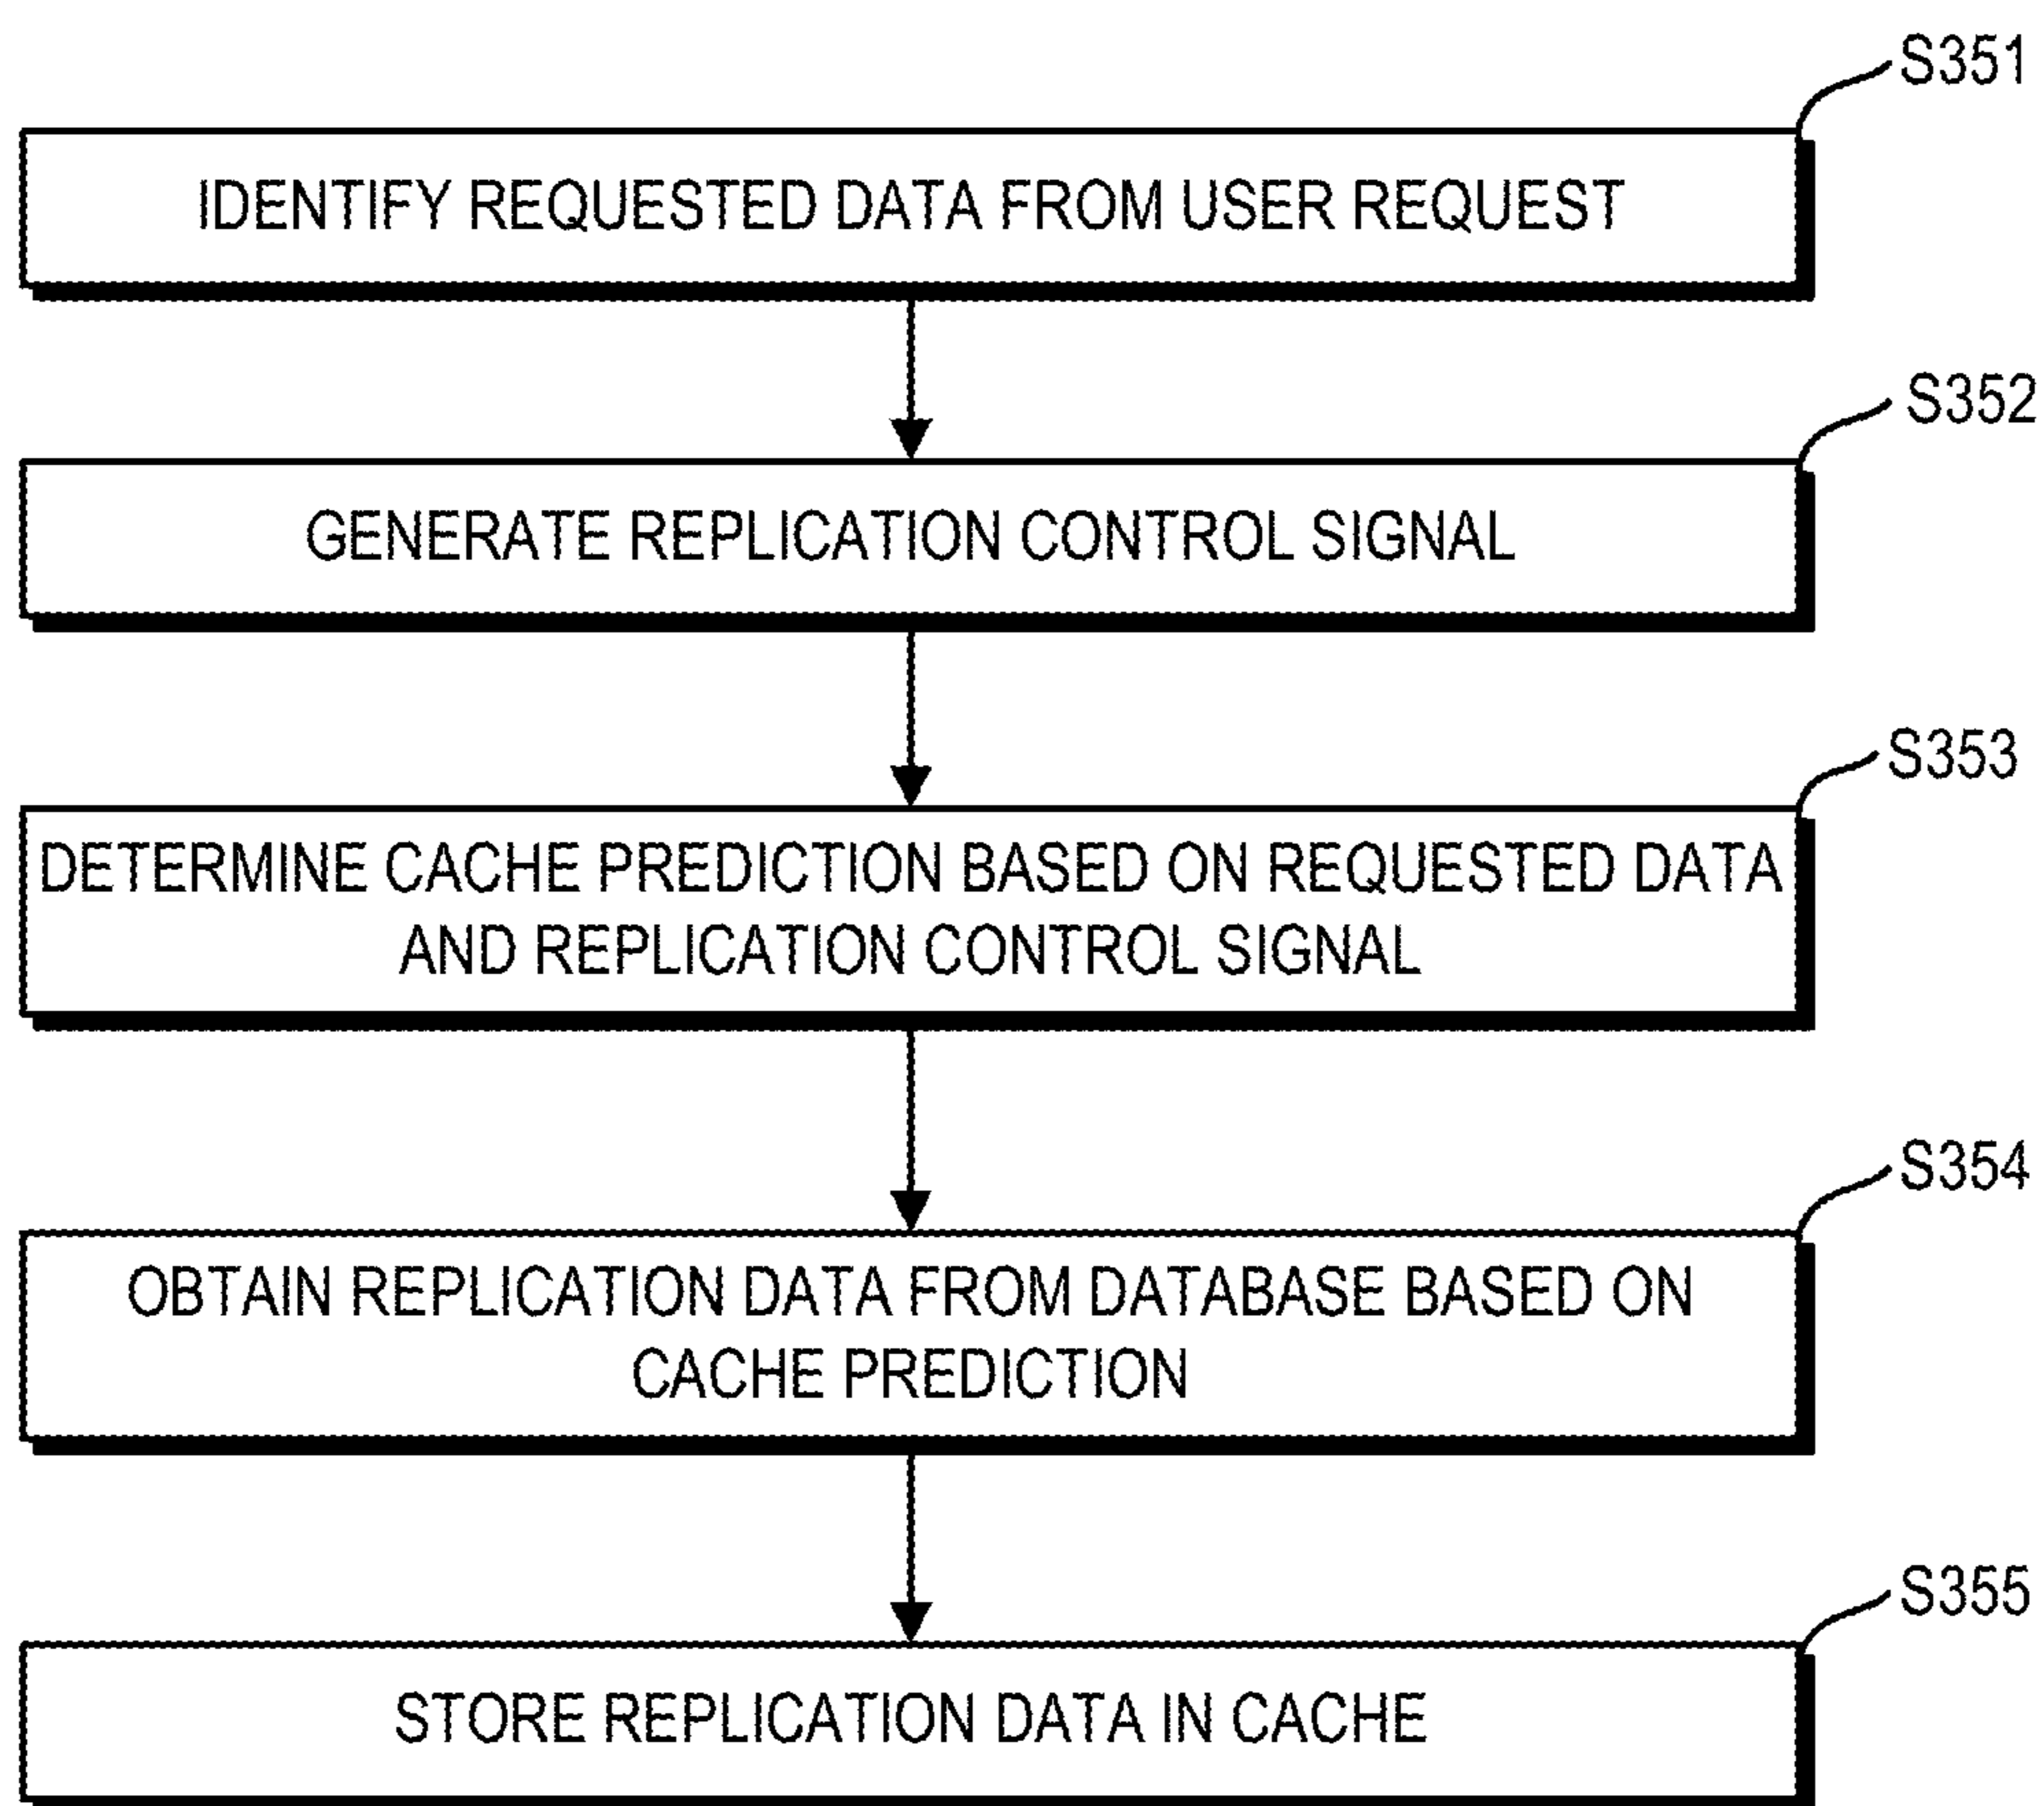 S351
IDENTIFY REQUESTED DATA FROM USER REQUEST
S352
GENERATE REPLICATION CONTROL SIGNAL
S353
DETERMINE CACHE PREDICTION BASED ON REQUESTED DATA
AND REPLICATION CONTROL SIGNAL
S354
OBTAIN REPLICATION DATA FROM DATABASE BASED ON
CACHE PREDICTION
S355
STORE REPLICATION DATA IN CACHE